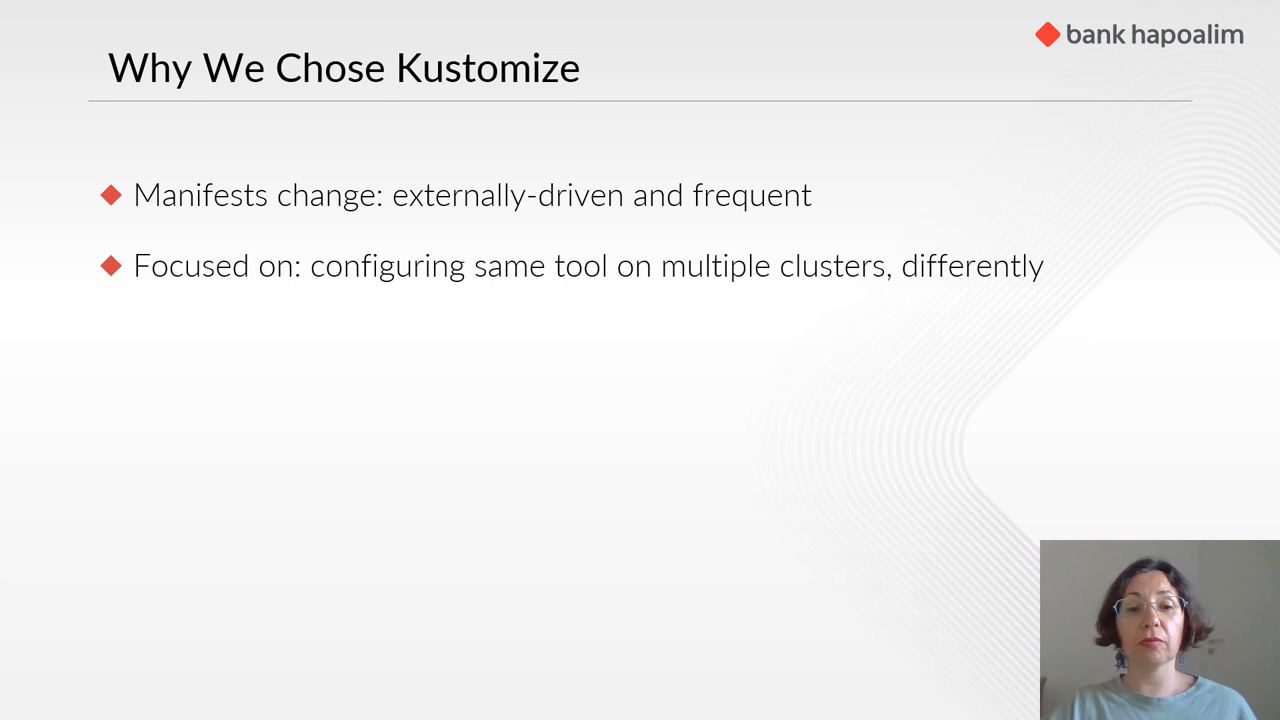 bank hapoalim
Why We Chose Kustomize
Manifests change: externally-driven and frequent
Focused on: configuring same tool on multiple clusters, differently